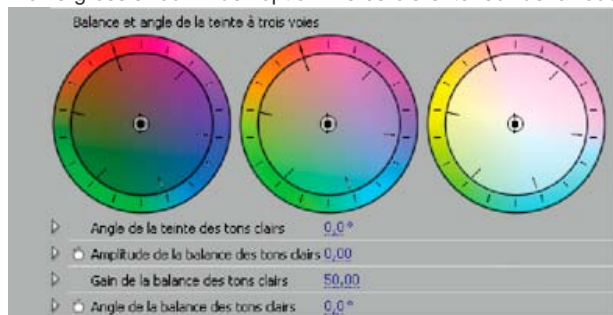 Balance et angle de la teinte à trois voies
Angle de la teinte des tons clairs 0,0°
Amplitude de la balance des tons clairs 0,00
Gain de la balance des tons clairs 50,00
Angle de la balance des tons clairs 0,0°